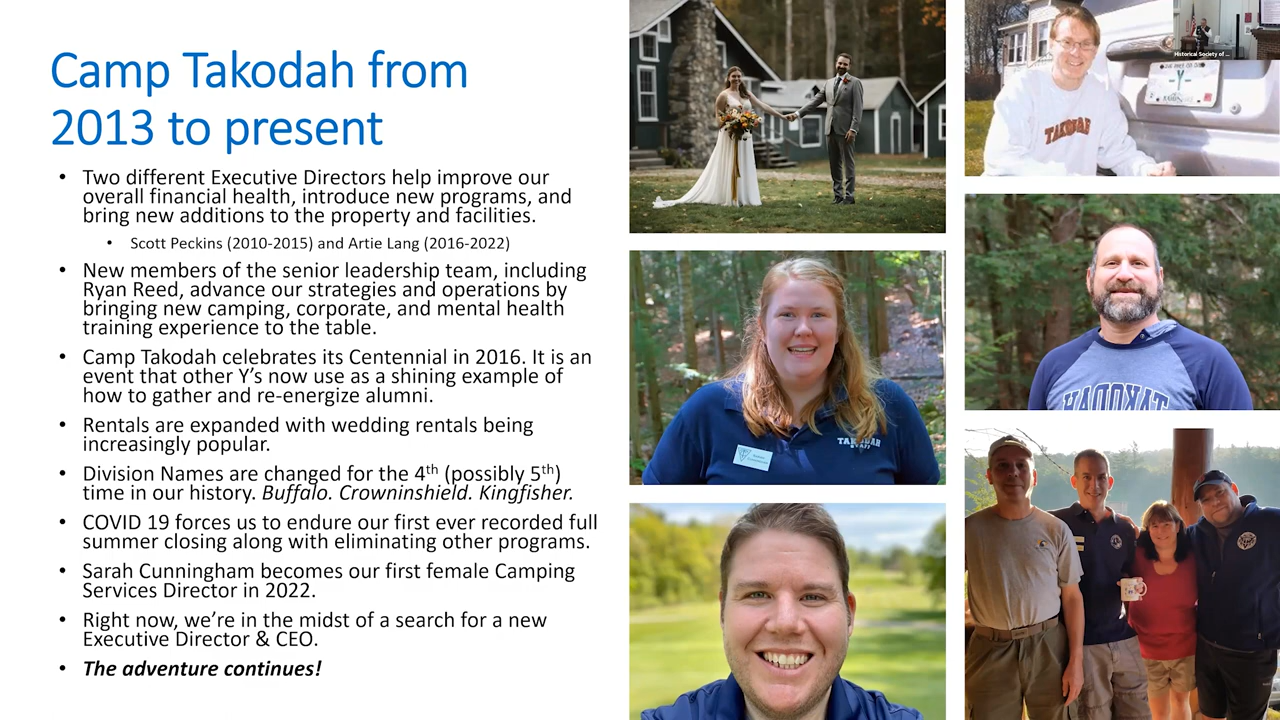 Camp Takodah from
2013 to present
• Two different Executive Directors help improve our
overall financial health, introduce new programs, and
bring new additions to the property and facilities.
• Scott Peckins (2010-2015) and Artie Lang (2016-2022)
• New members of the senior leadership team, including
Ryan Reed, advance our strategies and operations by
bringing new camping, corporate, and mental health
training experience to the table.
• Camp Takodah celebrates its Centennial in 2016. It is an
event that other Y’s now use as a shining example of
how to gather and re-energize alumni.
• Rentals are expanded with wedding rentals being
increasingly popular.
• Division Names are changed for the 4th (possibly 5th)
time in our history. Buffalo. Crowninshield. Kingfisher.
• COVID 19 forces us to endure our first ever recorded full
summer closing along with eliminating other programs.
• Sarah Cunningham becomes our first female Camping
Services Director in 2022.
• Right now, we’re in the midst of a search for a new
Executive Director & CEO.
• The adventure continues!
Historical Society of ...
TAKODAH
Y
TAKODAH
TAKODAH
STAFF